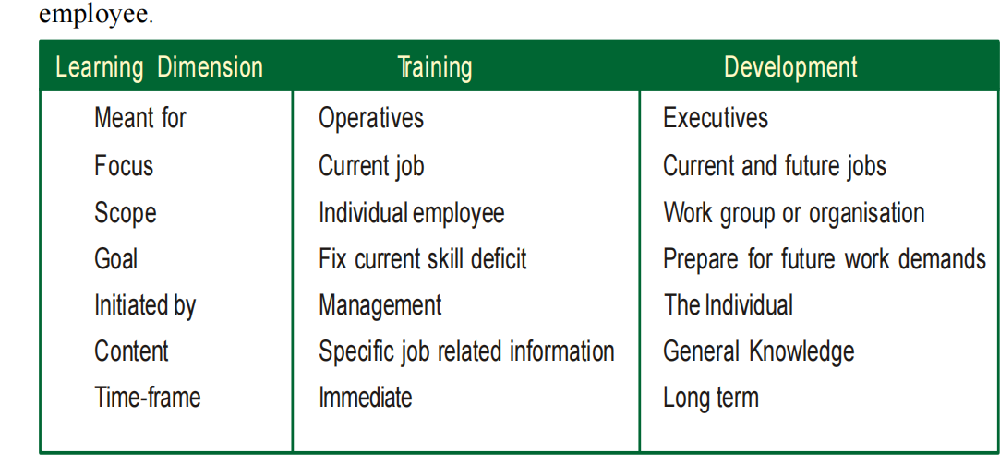 employee.
Learning Dimension Training Development
Meant for Operatives Executives
Focus Current job Current and future jobs
Scope Individual employee Work group or organisation
Goal Fix current skill deficit Prepare for future work demands
Initiated by Management The Individual
Content Specific job related information General Knowledge
Time-frame Immediate Long term